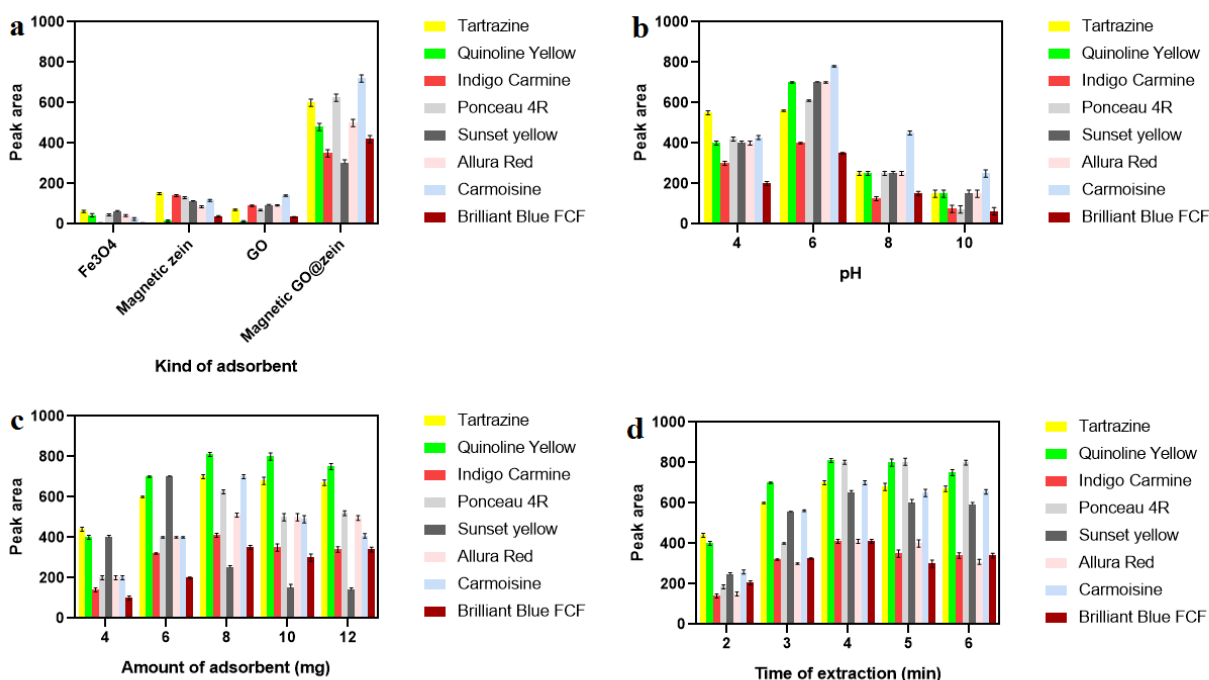 a
1000
800
600
400
200
0
Peak area
Fe3O4
Magnetic zein
GO
Magnetic GO@zein
Kind of adsorbent
Tartrazine
Quinoline Yellow
Indigo Carmine
Ponceau 4R
Sunset yellow
Allura Red
Carmoisine
Brilliant Blue FCF
b
1000
800
600
400
200
0
Peak area
4 6 8 10
pH
Tartrazine
Quinoline Yellow
Indigo Carmine
Ponceau 4R
Sunset yellow
Allura Red
Carmoisine
Brilliant Blue FCF
c
1000
800
600
400
200
0
Peak area
4 6 8 10 12
Amount of adsorbent (mg)
Tartrazine
Quinoline Yellow
Indigo Carmine
Ponceau 4R
Sunset yellow
Allura Red
Carmoisine
Brilliant Blue FCF
d
1000
800
600
400
200
0
Peak area
2 3 4 5 6
Time of extraction (min)
Tartrazine
Quinoline Yellow
Indigo Carmine
Ponceau 4R
Sunset yellow
Allura Red
Carmoisine
Brilliant Blue FCF